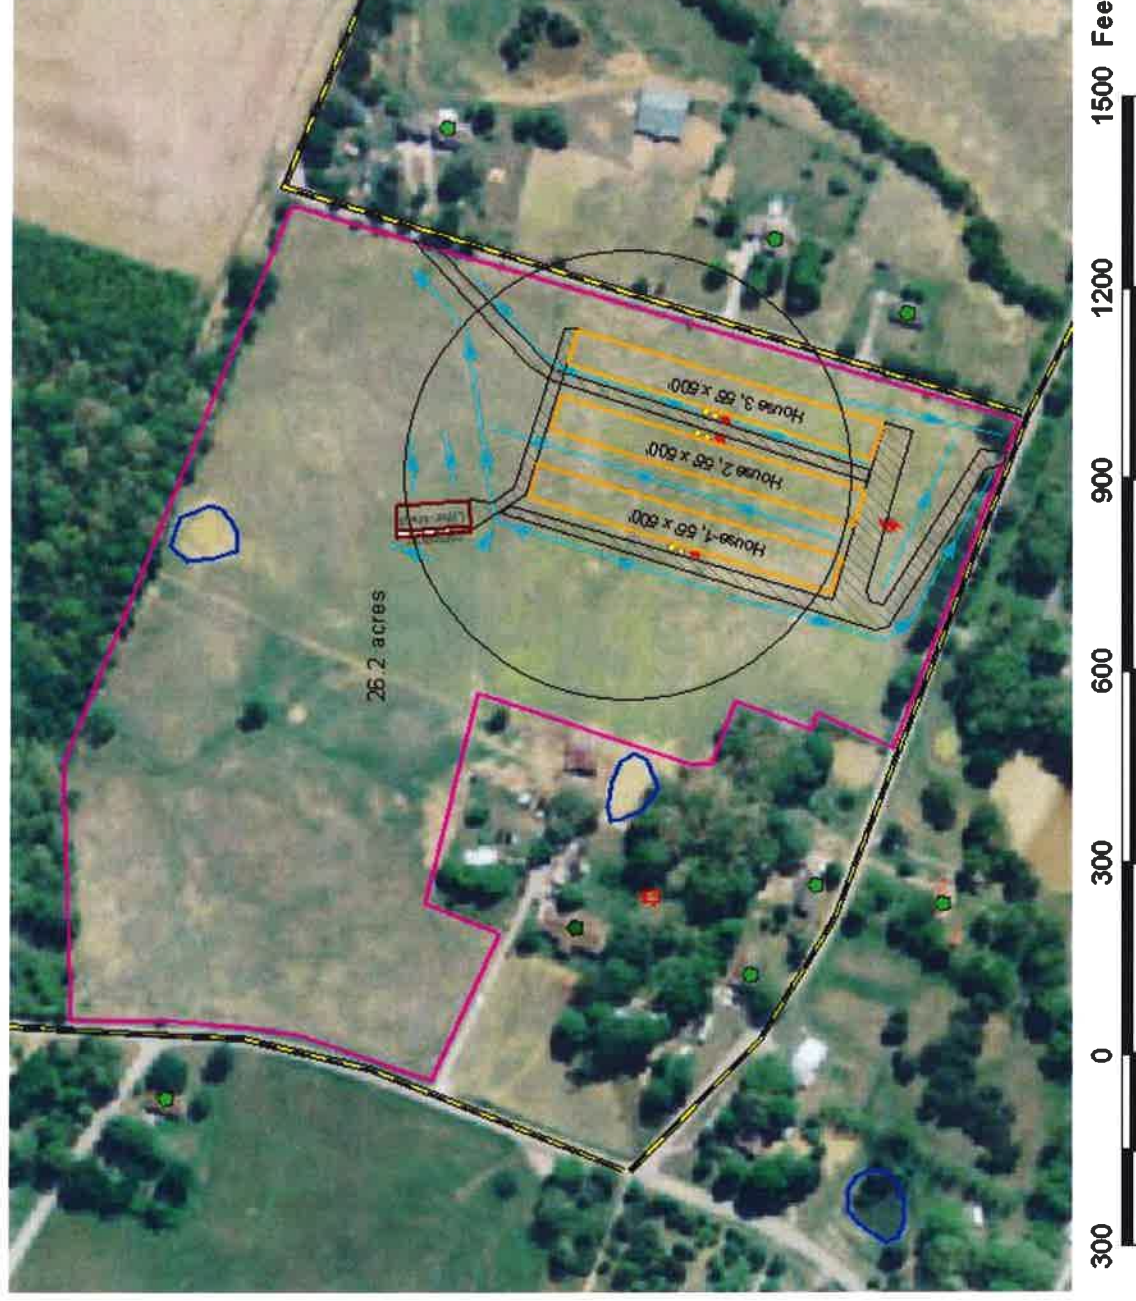 26.2 acres
House-1, 55' x 600'
House 2, 55' x 600'
House 3, 55' x 600'
300 0 300 600 900 1200 1500 Fee